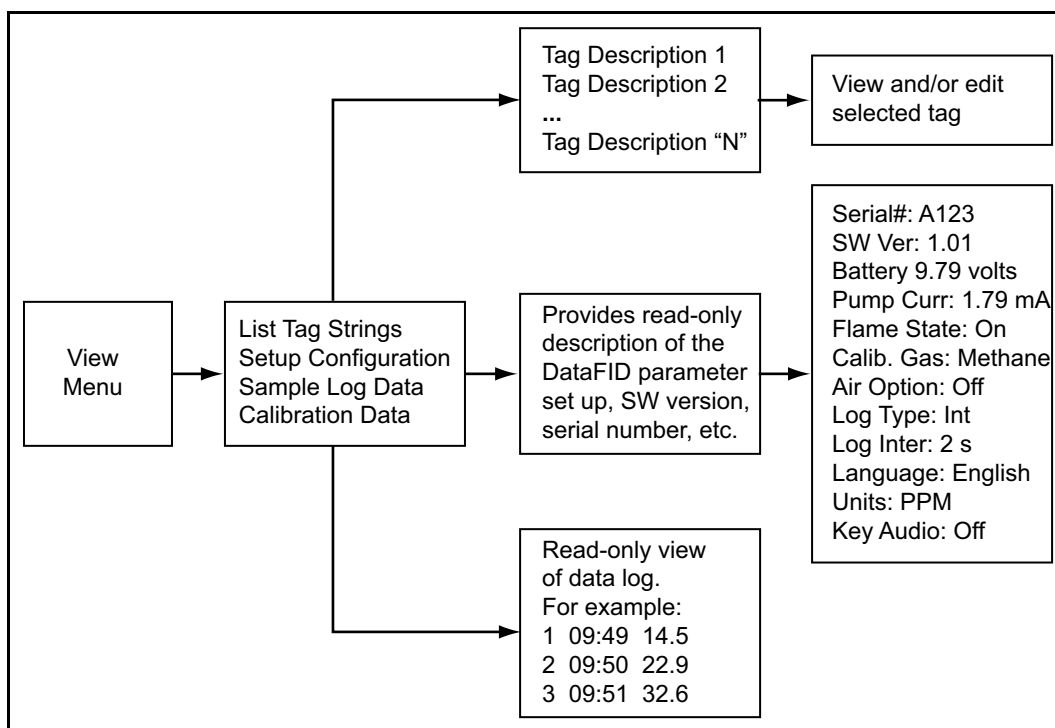 View
Menu
List Tag Strings
Setup Configuration
Sample Log Data
Calibration Data
Tag Description 1
Tag Description 2
...
Tag Description “N”
View and/or edit
selected tag
Provides read-only
description of the
DataFID parameter
set up, SW version,
serial number, etc.
Serial#: A123
SW Ver: 1.01
Battery 9.79 volts
Pump Curr: 1.79 mA
Flame State: On
Calib. Gas: Methane
Air Option: Off
Log Type: Int
Log Inter: 2 s
Language: English
Units: PPM
Key Audio: Off
Read-only view
of data log.
For example:
1 09:49 14.5
2 09:50 22.9
3 09:51 32.6